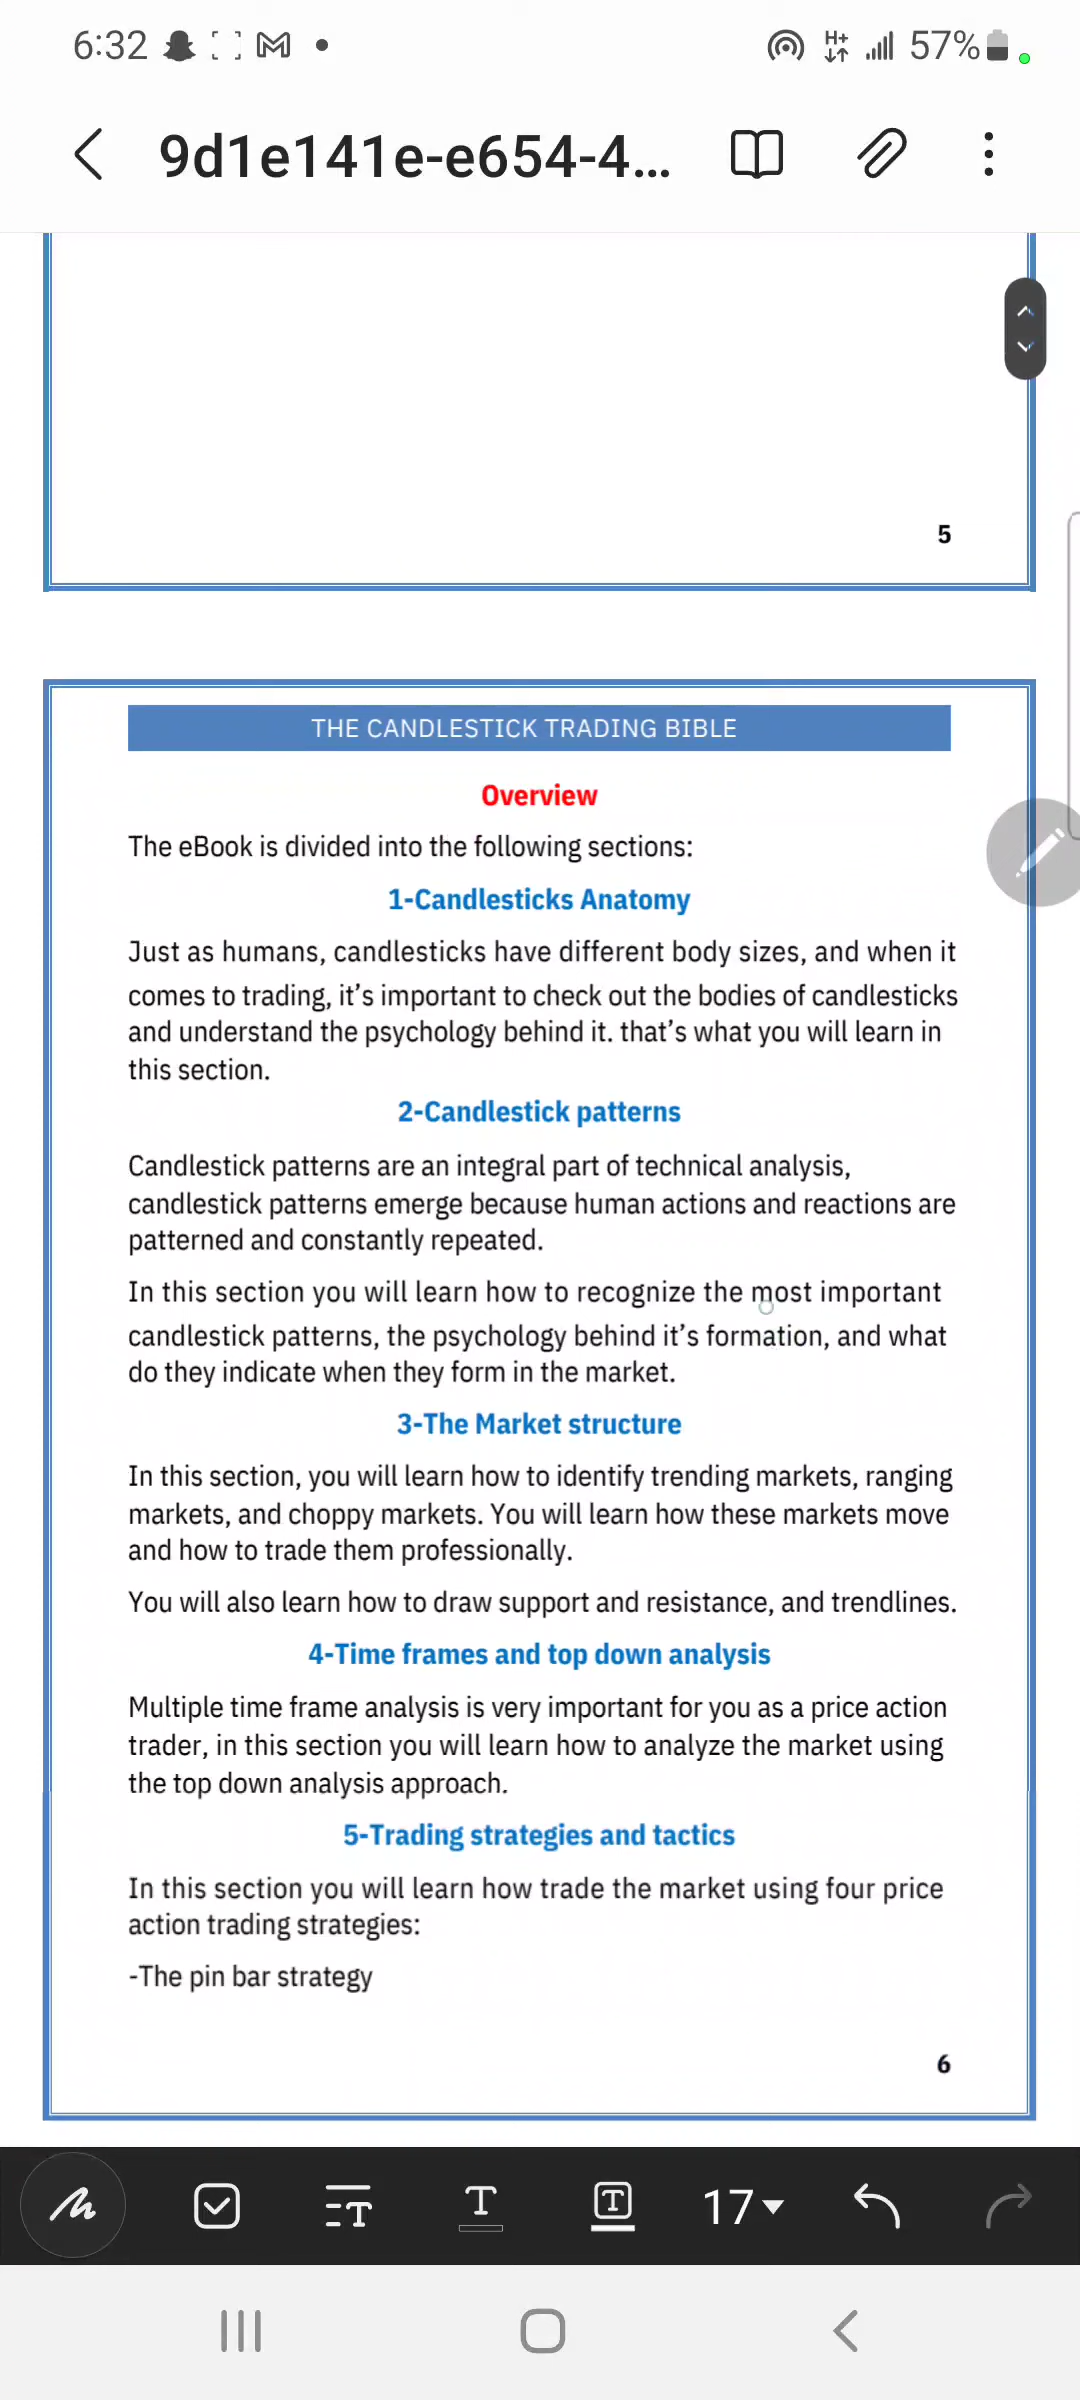 6:32
H+
57%
9d1e141e-e654-4...
5
THE CANDLESTICK TRADING BIBLE
Overview
The eBook is divided into the following sections:
1-Candlesticks Anatomy
Just as humans, candlesticks have different body sizes, and when it
comes to trading, it's important to check out the bodies of candlesticks
and understand the psychology behind it. that's what you will learn in
this section.
2-Candlestick patterns
Candlestick patterns are an integral part of technical analysis,
candlestick patterns emerge because human actions and reactions are
patterned and constantly repeated.
In this section you will learn how to recognize the most important
candlestick patterns, the psychology behind it's formation, and what
do they indicate when they form in the market.
3-The Market structure
In this section, you will learn how to identify trending markets, ranging
markets, and choppy markets. You will learn how these markets move
and how to trade them professionally.
You will also learn how to draw support and resistance, and trendlines.
4-Time frames and top down analysis
Multiple time frame analysis is very important for you as a price action
trader, in this section you will learn how to analyze the market using
the top down analysis approach.
5-Trading strategies and tactics
In this section you will learn how trade the market using four price
action trading strategies:
-The pin bar strategy
6
17